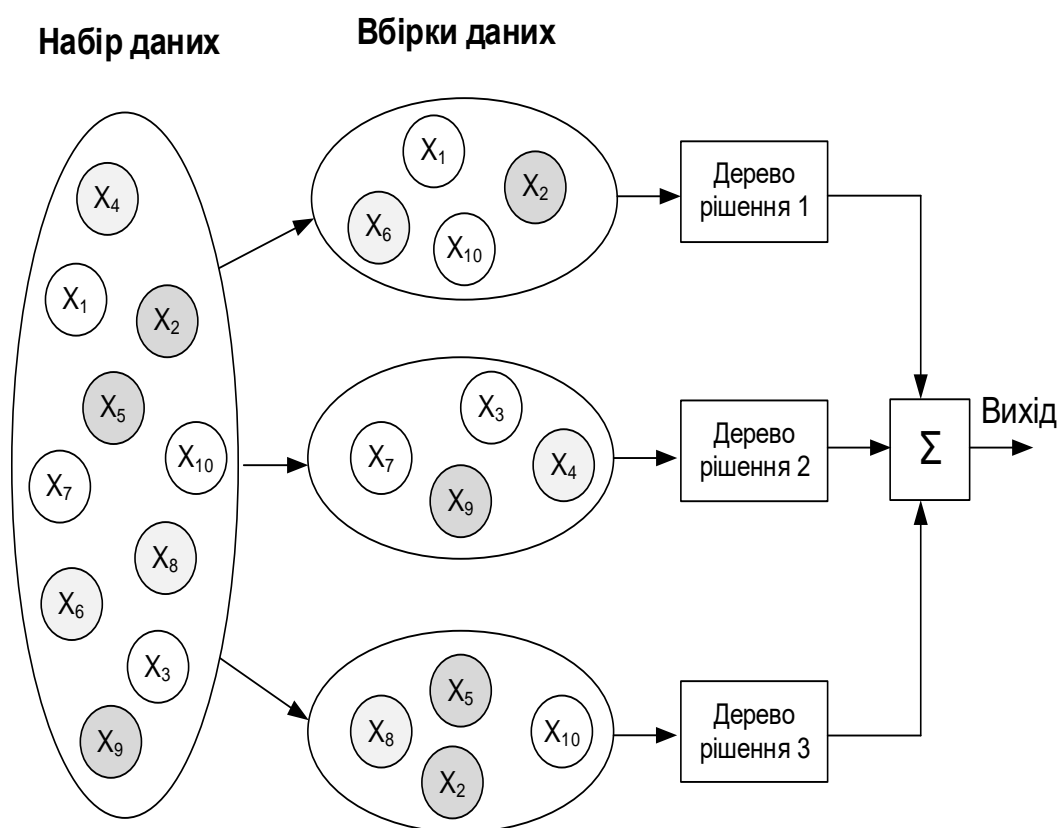 Набір даних
Вбірки даних
X₄
X₁
X₂
X₅
X₁₀
X₇
X₈
X₆
X₃
X₉
X₁
X₂
X₆
X₁₀
Дерево
рішення 1
X₃
X₇
X₄
X₉
Дерево
рішення 2
X₅
X₈
X₁₀
X₂
Дерево
рішення 3
Σ
Вихід